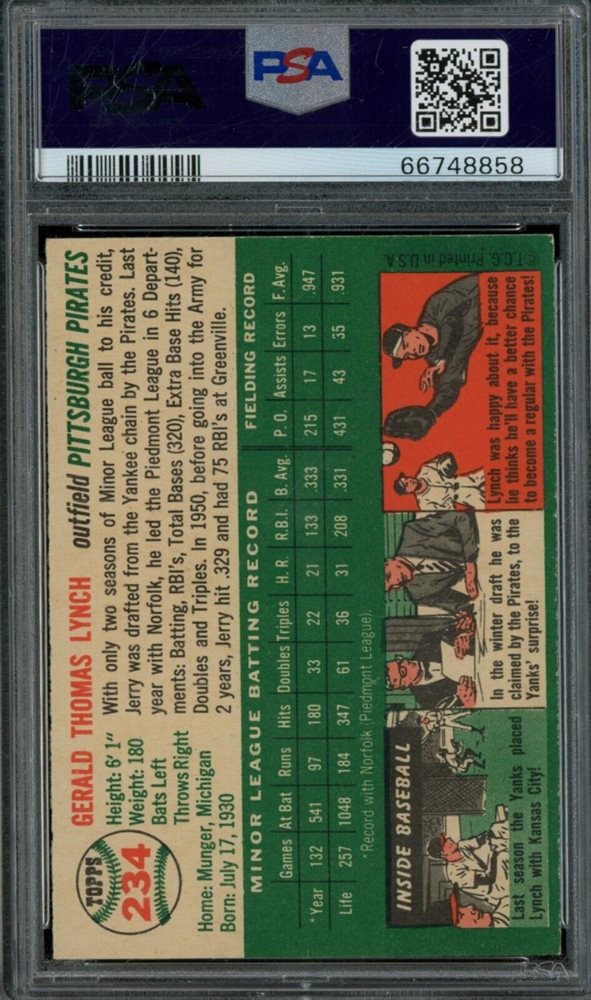 PSA
PSA
66748858
TOPPS
234
GERALD THOMAS LYNCH outfield PITTSBURGH PIRATES
Height: 6' 1"
Weight: 180
Bats Left
Throws Right
Home: Munger, Michigan
Born: July 17, 1930
With only two seasons of Minor League ball to his credit,
Jerry was drafted from the Yankee chain by the Pirates. Last
year with Norfolk, he led the Piedmont League in 6 Depart-
ments: Batting, RBI's, Total Bases (320), Extra Base Hits (140),
Doubles and Triples. In 1950, before going into the Army for
2 years, Jerry hit .329 and had 75 RBI's at Greenville.
MINOR LEAGUE BATTING RECORD FIELDING RECORD
Games At Bat Runs Hits Doubles Triples H.R. R.B.I. B. Avg. P.O. Assists Errors F. Avg.
*Year 132 541 97 180 33 22 21 133 .333 215 17 13 .947
Life 257 1048 184 347 61 36 31 208 .331 431 43 35 .931
*Record with Norfolk (Piedmont League).
INSIDE BASEBALL
Last season the Yanks placed
Lynch with Kansas City!
In the winter draft he was
claimed by the Pirates, to the
Yanks' surprise!
Lynch was happy about it, because
he thinks he'll have a better chance
to become a regular with the Pirates!
© T.C.G. Printed in U.S.A.
PSA